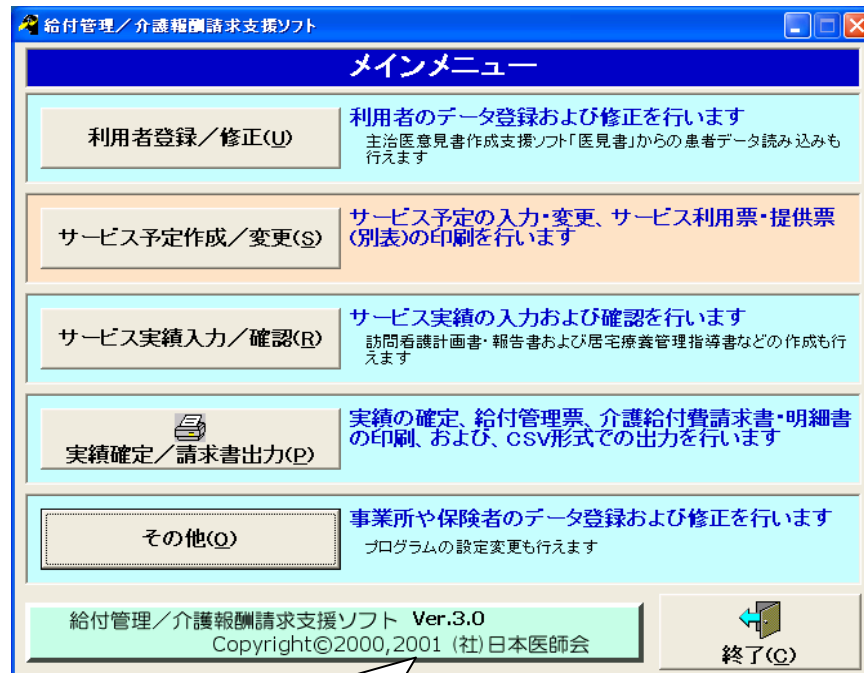 給付管理／介護報酬請求支援ソフト
メインメニュー
利用者登録／修正(U)
利用者のデータ登録および修正を行います
主治医意見書作成支援ソフト「医見書」からの患者データ読み込みも
行えます
サービス予定作成／変更(S)
サービス予定の入力・変更、サービス利用票・提供票
(別表)の印刷を行います
サービス実績入力／確認(R)
サービス実績の入力および確認を行います
訪問看護計画書・報告書および居宅療養管理指導書などの作成も行
えます
実績確定／請求書出力(P)
実績の確定、給付管理票、介護給付費請求書・明細書
の印刷、および、CSV形式での出力を行います
その他(O)
事業所や保険者のデータ登録および修正を行います
プログラムの設定変更も行えます
給付管理／介護報酬請求支援ソフト Ver.3.0
Copyright©2000,2001 (社)日本医師会
終了(C)